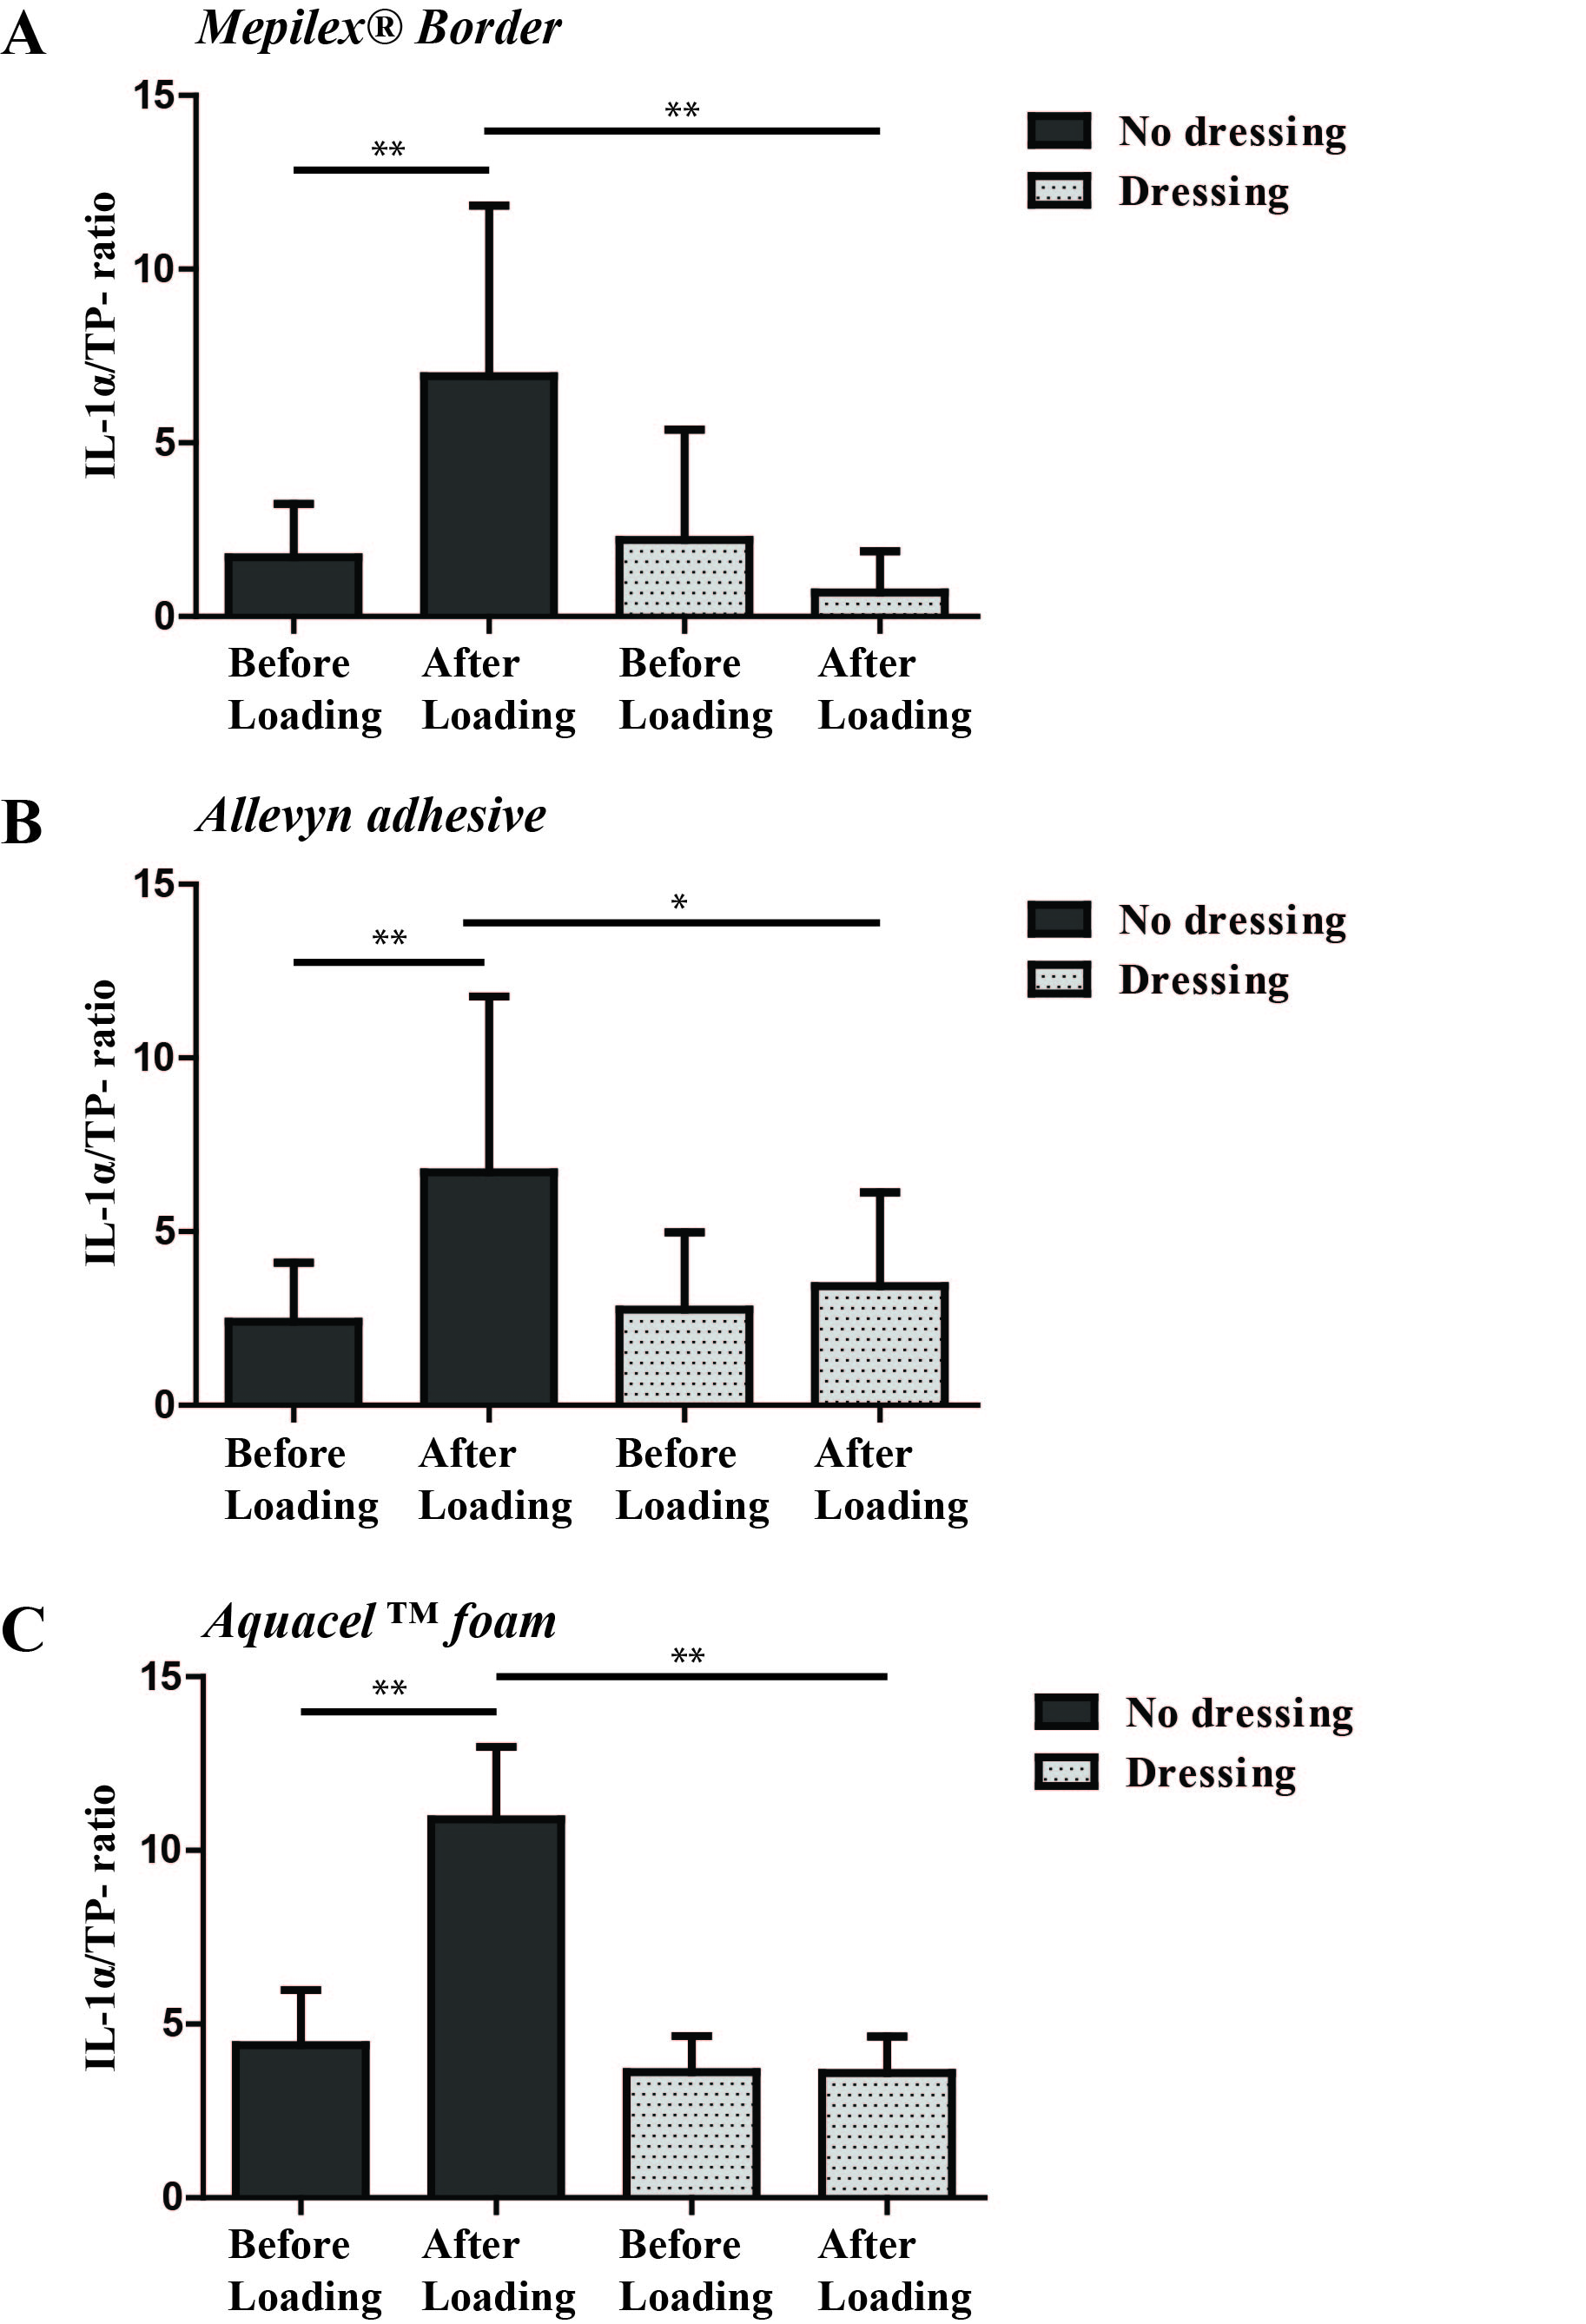 A
Mepilex® Border
15
10
5
0
IL-1α/TP- ratio
**
**
No dressing
Dressing
Before Loading
After Loading
Before Loading
After Loading
B
Allevyn adhesive
15
10
5
0
IL-1α/TP- ratio
**
*
No dressing
Dressing
Before Loading
After Loading
Before Loading
After Loading
C
Aquacel ™ foam
15
10
5
0
IL-1α/TP- ratio
**
**
No dressing
Dressing
Before Loading
After Loading
Before Loading
After Loading